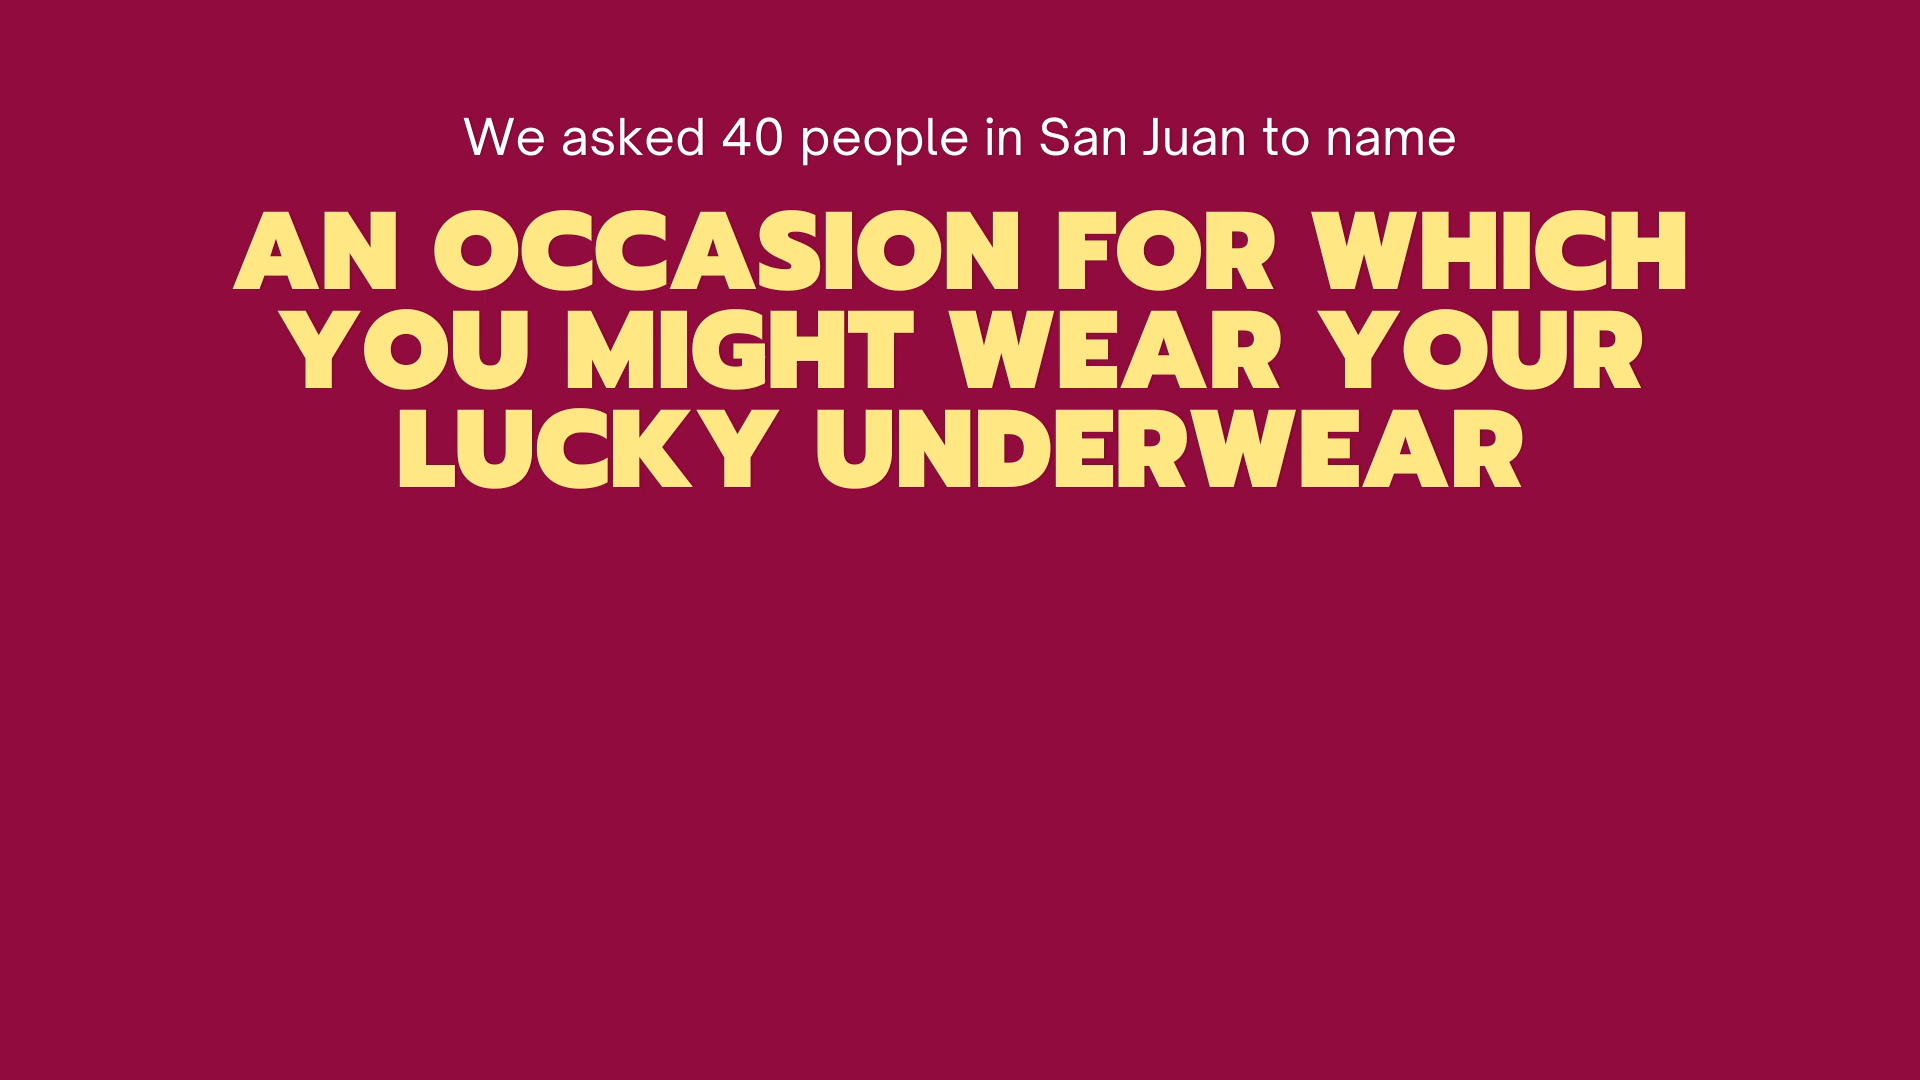 We asked 40 people in San Juan to name
AN OCCASION FOR WHICH
YOU MIGHT WEAR YOUR
LUCKY UNDERWEAR